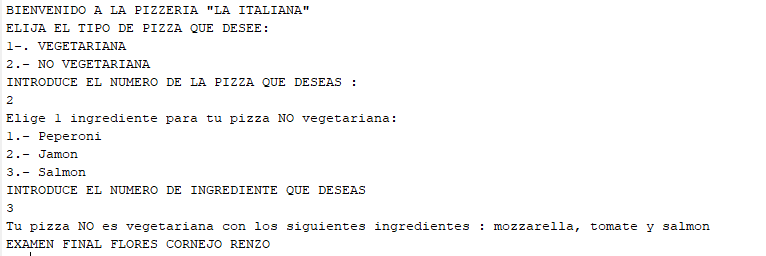 BIENVENIDO A LA PIZZERIA "LA ITALIANA"
ELIJA EL TIPO DE PIZZA QUE DESEE:
1-. VEGETARIANA
2.- NO VEGETARIANA
INTRODUCE EL NUMERO DE LA PIZZA QUE DESEAS :
2
Elige 1 ingrediente para tu pizza NO vegetariana:
1.- Peperoni
2.- Jamon
3.- Salmon
INTRODUCE EL NUMERO DE INGREDIENTE QUE DESEAS
3
Tu pizza NO es vegetariana con los siguientes ingredientes : mozzarella, tomate y salmon
EXAMEN FINAL FLORES CORNEJO RENZO